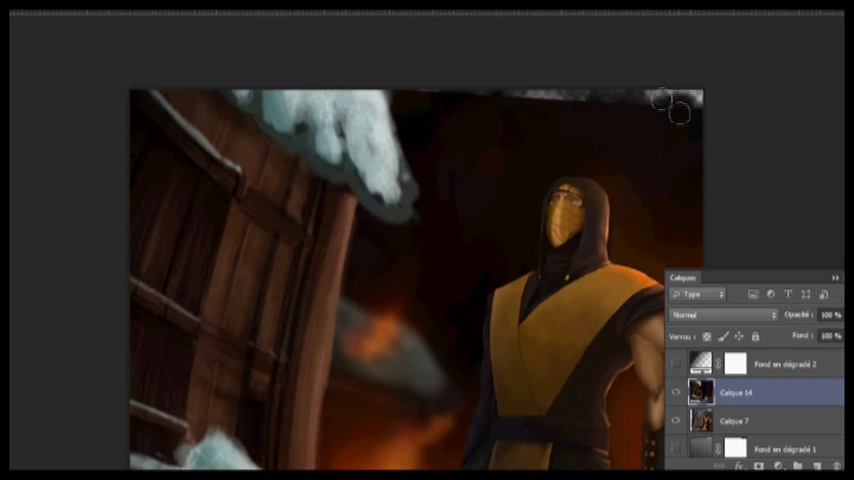 Calques
Type
Normal
Opacité : 100 %
Verrou :
Fond : 100 %
Fond en dégradé 2
Calque 14
Calque 7
Fond en dégradé 1
fx